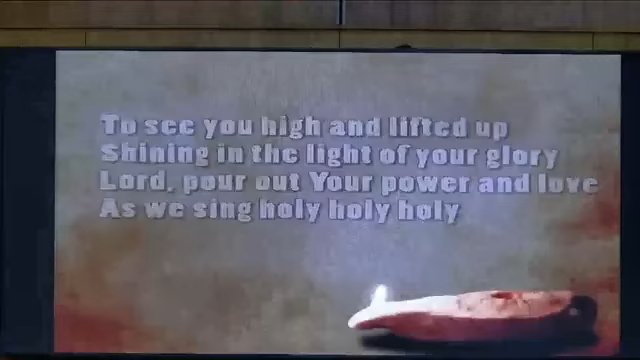 To see you high and lifted up
Shining in the light of your glory
Lord, pour out Your power and love
As we sing holy holy holy